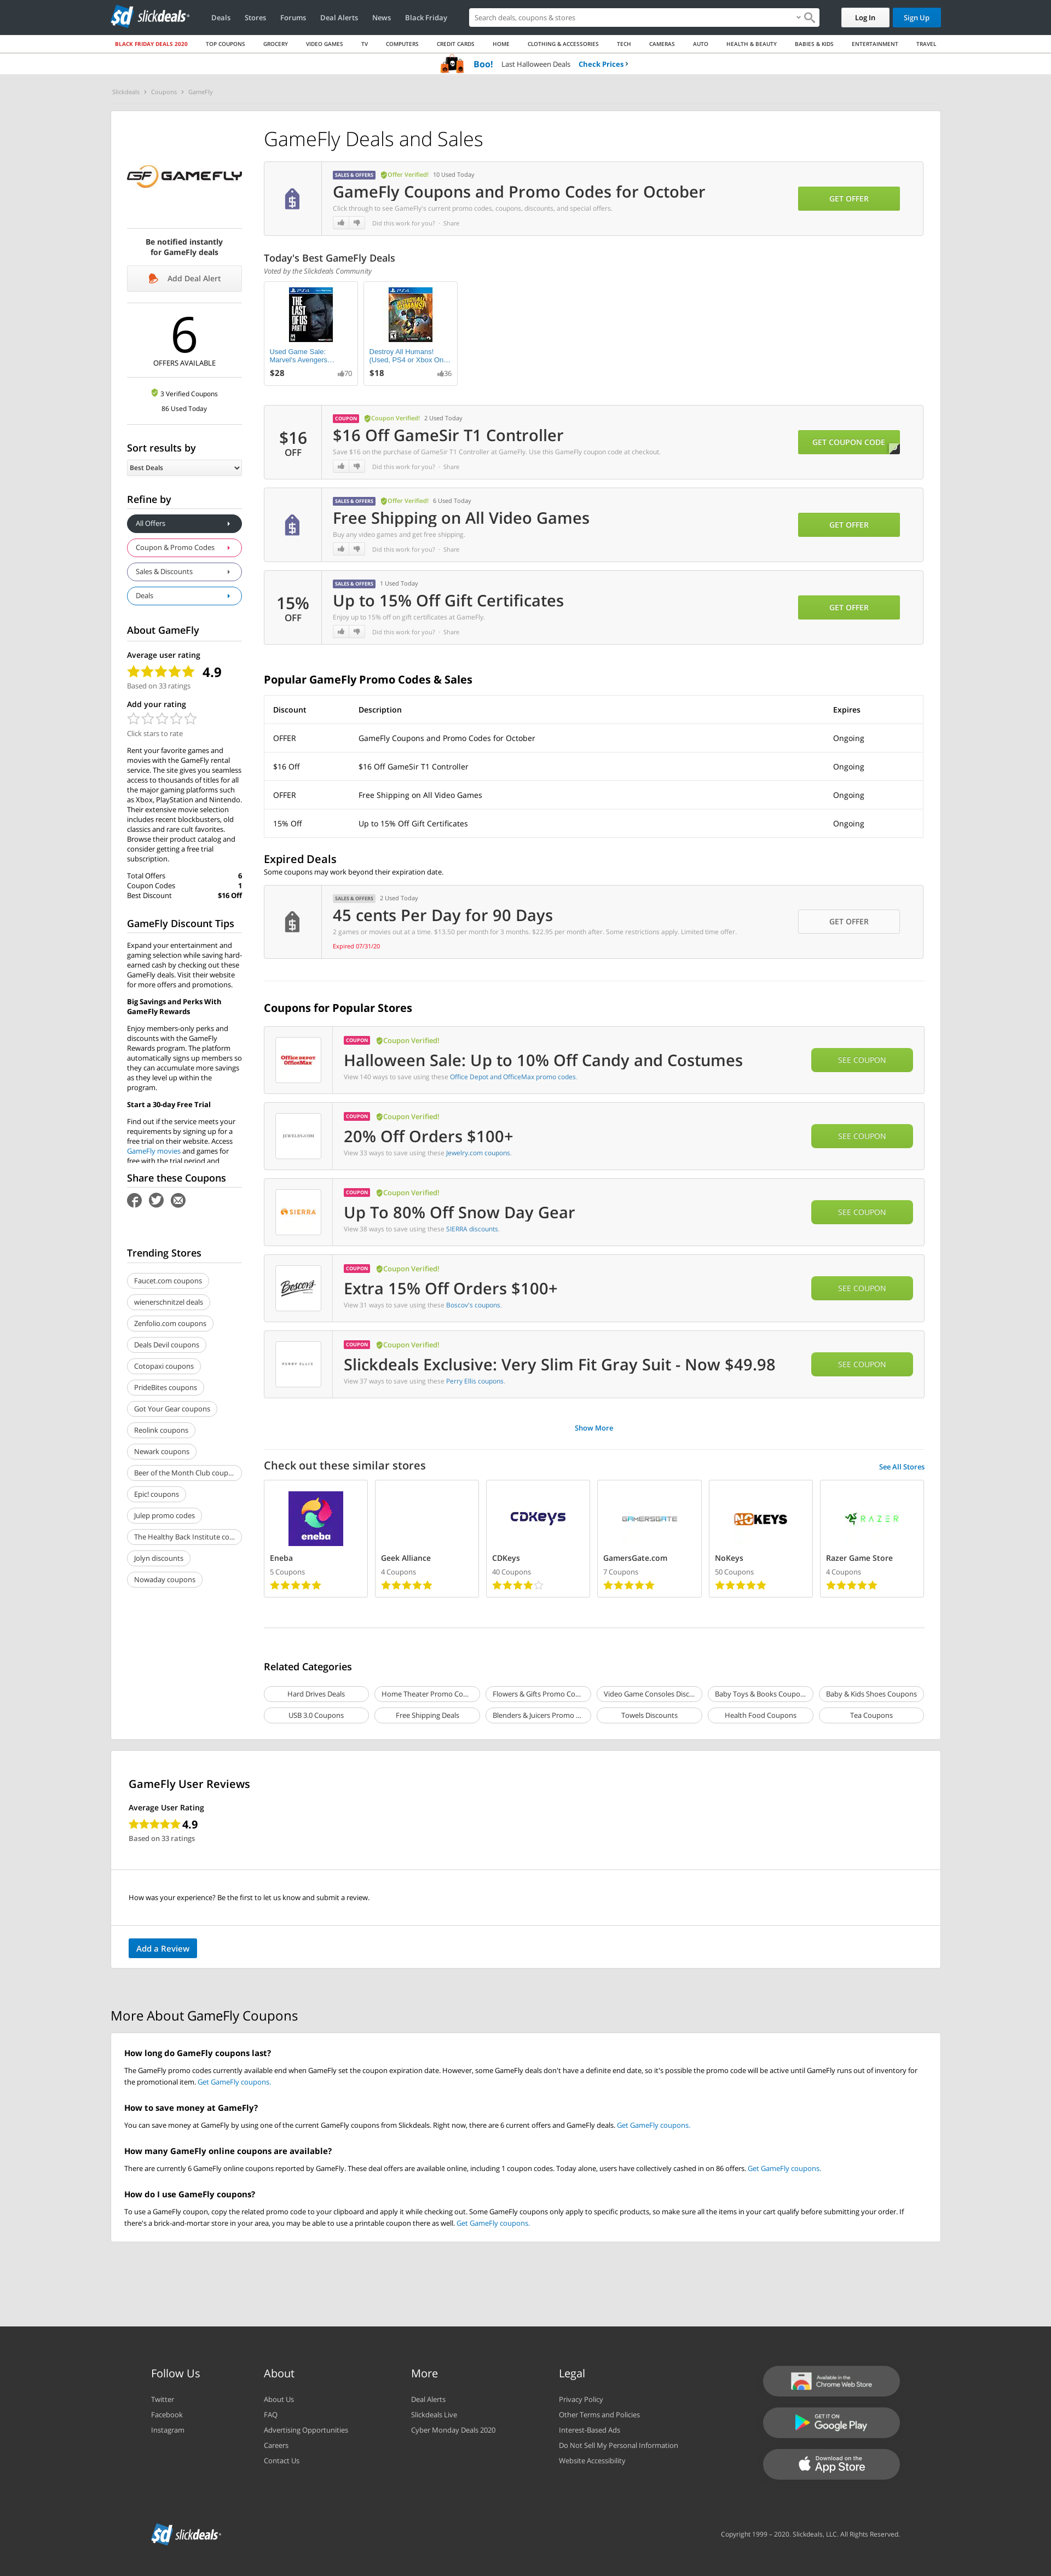 sd slickdeals
Deals
Stores
Forums
Deal Alerts
News
Black Friday
Search deals, coupons & stores
Log In
Sign Up
BLACK FRIDAY DEALS 2020
TOP COUPONS
GROCERY
VIDEO GAMES
TV
COMPUTERS
CREDIT CARDS
HOME
CLOTHING & ACCESSORIES
TECH
CAMERAS
AUTO
HEALTH & BEAUTY
BABIES & KIDS
ENTERTAINMENT
TRAVEL
Boo! Last Halloween Deals Check Prices ›
Slickdeals › Coupons › GameFly
GF GAMEFLY
Be notified instantly
for GameFly deals
Add Deal Alert
6
OFFERS AVAILABLE
3 Verified Coupons
86 Used Today
Sort results by
Best Deals
Refine by
All Offers
Coupon & Promo Codes
Sales & Discounts
Deals
About GameFly
Average user rating
4.9
Based on 33 ratings
Add your rating
Click stars to rate
Rent your favorite games and
movies with the GameFly rental
service. The site gives you seamless
access to thousands of titles for all
the major gaming platforms such
as Xbox, PlayStation and Nintendo.
Their extensive movie selection
includes recent blockbusters, old
classics and rare cult favorites.
Browse their product catalog and
consider getting a free trial
subscription.
Total Offers 6
Coupon Codes 1
Best Discount $16 Off
GameFly Discount Tips
Expand your entertainment and
gaming selection while saving hard-
earned cash by checking out these
GameFly deals. Visit their website
for more offers and promotions.
Big Savings and Perks With
GameFly Rewards
Enjoy members-only perks and
discounts with the GameFly
Rewards program. The platform
automatically signs up members so
they can accumulate more savings
as they level up within the
program.
Start a 30-day Free Trial
Find out if the service meets your
requirements by signing up for a
free trial on their website. Access
GameFly movies and games for
free with the trial period and
Share these Coupons
Trending Stores
Faucet.com coupons
wienerschnitzel deals
Zenfolio.com coupons
Deals Devil coupons
Cotopaxi coupons
PrideBites coupons
Got Your Gear coupons
Reolink coupons
Newark coupons
Beer of the Month Club coup...
Epic! coupons
Julep promo codes
The Healthy Back Institute co...
Jolyn discounts
Nowaday coupons
GameFly Deals and Sales
SALES & OFFERS Offer Verified! 10 Used Today
GameFly Coupons and Promo Codes for October
Click through to see GameFly's current promo codes, coupons, discounts, and special offers.
Did this work for you? · Share
GET OFFER
Today's Best GameFly Deals
Voted by the Slickdeals Community
THE LAST OF US PART II
Used Game Sale:
Marvel's Avengers...
$28 70
DESTROY ALL HUMANS!
Destroy All Humans!
(Used, PS4 or Xbox On...
$18 36
$16
OFF
COUPON Coupon Verified! 2 Used Today
$16 Off GameSir T1 Controller
Save $16 on the purchase of GameSir T1 Controller at GameFly. Use this GameFly coupon code at checkout.
Did this work for you? · Share
GET COUPON CODE
SALES & OFFERS Offer Verified! 6 Used Today
Free Shipping on All Video Games
Buy any video games and get free shipping.
Did this work for you? · Share
GET OFFER
15%
OFF
SALES & OFFERS 1 Used Today
Up to 15% Off Gift Certificates
Enjoy up to 15% off on gift certificates at GameFly.
Did this work for you? · Share
GET OFFER
Popular GameFly Promo Codes & Sales
Discount Description Expires
OFFER GameFly Coupons and Promo Codes for October Ongoing
$16 Off $16 Off GameSir T1 Controller Ongoing
OFFER Free Shipping on All Video Games Ongoing
15% Off Up to 15% Off Gift Certificates Ongoing
Expired Deals
Some coupons may work beyond their expiration date.
SALES & OFFERS 2 Used Today
45 cents Per Day for 90 Days
2 games or movies out at a time. $13.50 per month for 3 months. $22.95 per month after. Some restrictions apply. Limited time offer.
Expired 07/31/20
GET OFFER
Coupons for Popular Stores
Office DEPOT
OfficeMax
COUPON Coupon Verified!
Halloween Sale: Up to 10% Off Candy and Costumes
View 140 ways to save using these Office Depot and OfficeMax promo codes.
SEE COUPON
COUPON Coupon Verified!
20% Off Orders $100+
View 33 ways to save using these Jewelry.com coupons.
SEE COUPON
SIERRA
COUPON Coupon Verified!
Up To 80% Off Snow Day Gear
View 38 ways to save using these SIERRA discounts.
SEE COUPON
Boscov's
COUPON Coupon Verified!
Extra 15% Off Orders $100+
View 31 ways to save using these Boscov's coupons.
SEE COUPON
PERRY ELLIS
COUPON Coupon Verified!
Slickdeals Exclusive: Very Slim Fit Gray Suit - Now $49.98
View 37 ways to save using these Perry Ellis coupons.
SEE COUPON
Show More
Check out these similar stores
See All Stores
eneba
Eneba
5 Coupons
Geek Alliance
4 Coupons
CDKeys
CDKeys
40 Coupons
GAMERSGATE
GamersGate.com
7 Coupons
NOKEYS
NoKeys
50 Coupons
RAZER
Razer Game Store
4 Coupons
Related Categories
Hard Drives Deals
Home Theater Promo Co...
Flowers & Gifts Promo Co...
Video Game Consoles Disc...
Baby Toys & Books Coupo...
Baby & Kids Shoes Coupons
USB 3.0 Coupons
Free Shipping Deals
Blenders & Juicers Promo ...
Towels Discounts
Health Food Coupons
Tea Coupons
GameFly User Reviews
Average User Rating
4.9
Based on 33 ratings
How was your experience? Be the first to let us know and submit a review.
Add a Review
More About GameFly Coupons
How long do GameFly coupons last?
The GameFly promo codes currently available end when GameFly set the coupon expiration date. However, some GameFly deals don't have a definite end date, so it's possible the promo code will be active until GameFly runs out of inventory for
the promotional item. Get GameFly coupons.
How to save money at GameFly?
You can save money at GameFly by using one of the current GameFly coupons from Slickdeals. Right now, there are 6 current offers and GameFly deals. Get GameFly coupons.
How many GameFly online coupons are available?
There are currently 6 GameFly online coupons reported by GameFly. These deal offers are available online, including 1 coupon codes. Today alone, users have collectively cashed in on 86 offers. Get GameFly coupons.
How do I use GameFly coupons?
To use a GameFly coupon, copy the related promo code to your clipboard and apply it while checking out. Some GameFly coupons only apply to specific products, so make sure all the items in your cart qualify before submitting your order. If
there's a brick-and-mortar store in your area, you may be able to use a printable coupon there as well. Get GameFly coupons.
Follow Us
Twitter
Facebook
Instagram
About
About Us
FAQ
Advertising Opportunities
Careers
Contact Us
More
Deal Alerts
Slickdeals Live
Cyber Monday Deals 2020
Legal
Privacy Policy
Other Terms and Policies
Interest-Based Ads
Do Not Sell My Personal Information
Website Accessibility
Available in the
Chrome Web Store
GET IT ON
Google Play
Download on the
App Store
sd slickdeals
Copyright 1999 – 2020. Slickdeals, LLC. All Rights Reserved.